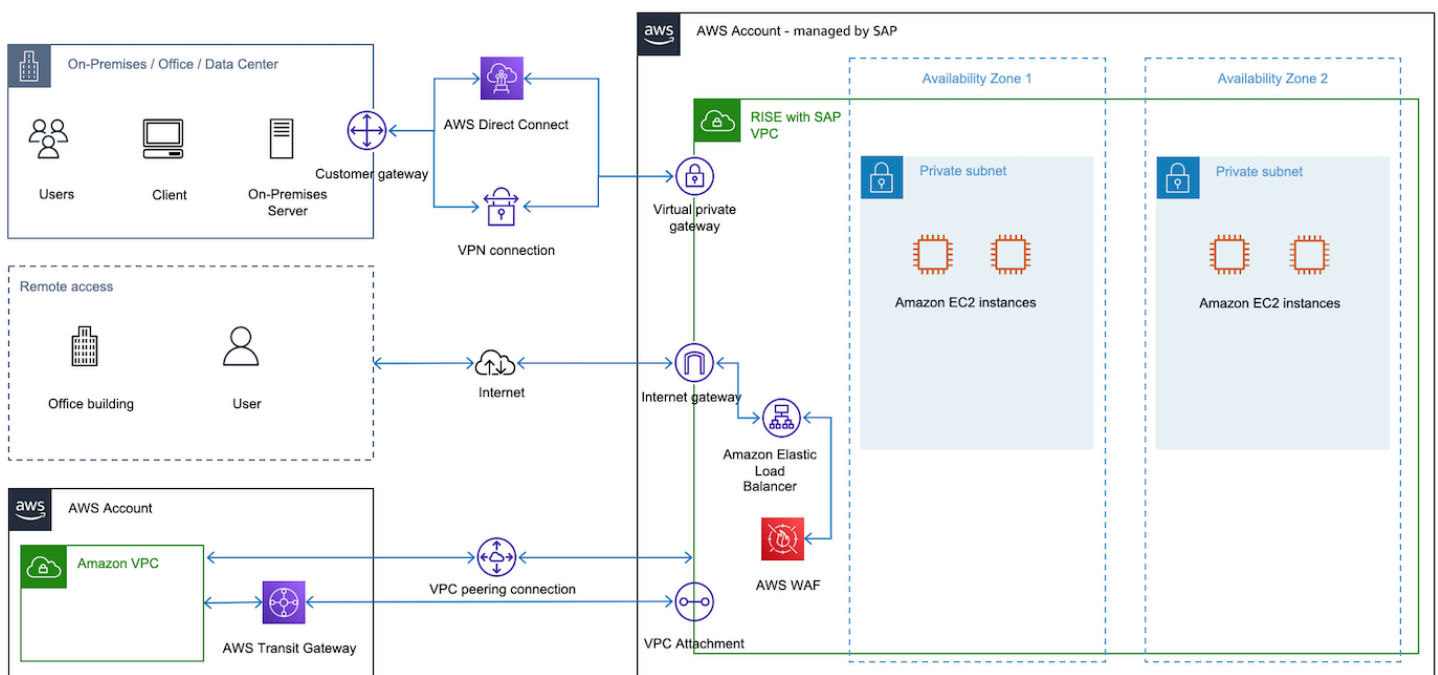 aws
AWS Account - managed by SAP
On-Premises / Office / Data Center
Availability Zone 1
Availability Zone 2
AWS Direct Connect
RISE with SAP
VPC
Users
Client
On-Premises
Server
Customer gateway
Private subnet
Private subnet
Virtual private
gateway
VPN connection
Amazon EC2 instances
Amazon EC2 instances
Remote access
Office building
User
Internet
Internet gateway
Amazon Elastic
Load
Balancer
aws
AWS Account
Amazon VPC
VPC peering connection
AWS WAF
AWS Transit Gateway
VPC Attachment